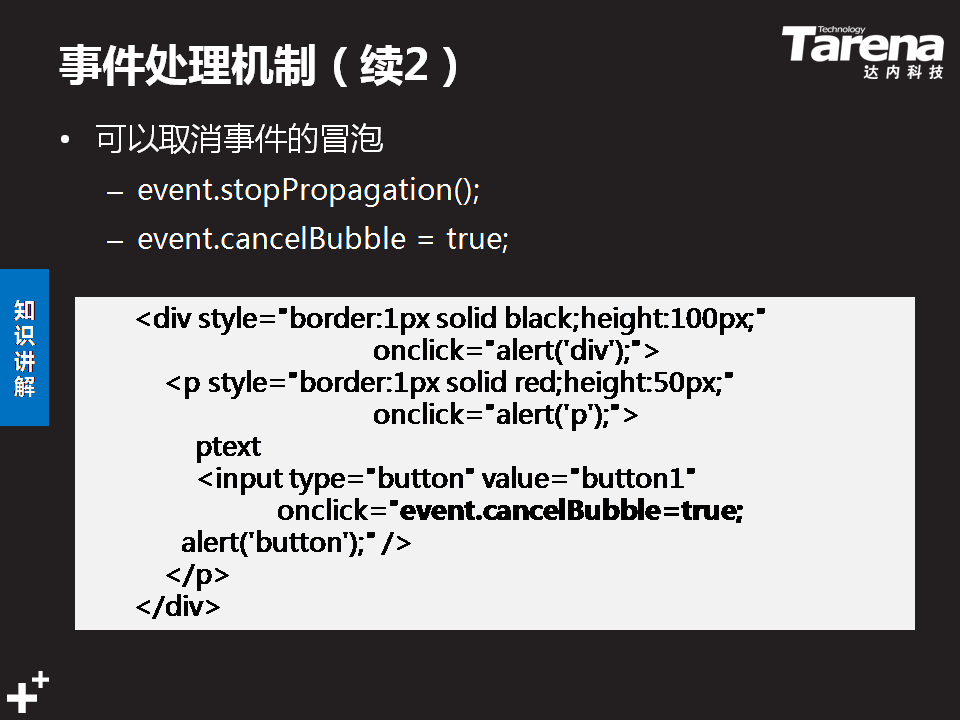 事件处理机制（续2）
Technology
Tarena
达内科技
• 可以取消事件的冒泡
– event.stopPropagation();
– event.cancelBubble = true;
知识讲解
<div style="border:1px solid black;height:100px;"
onclick="alert('div');">
<p style="border:1px solid red;height:50px;"
onclick="alert('p');">
ptext
<input type="button" value="button1"
onclick="event.cancelBubble=true;
alert('button');" />
</p>
</div>